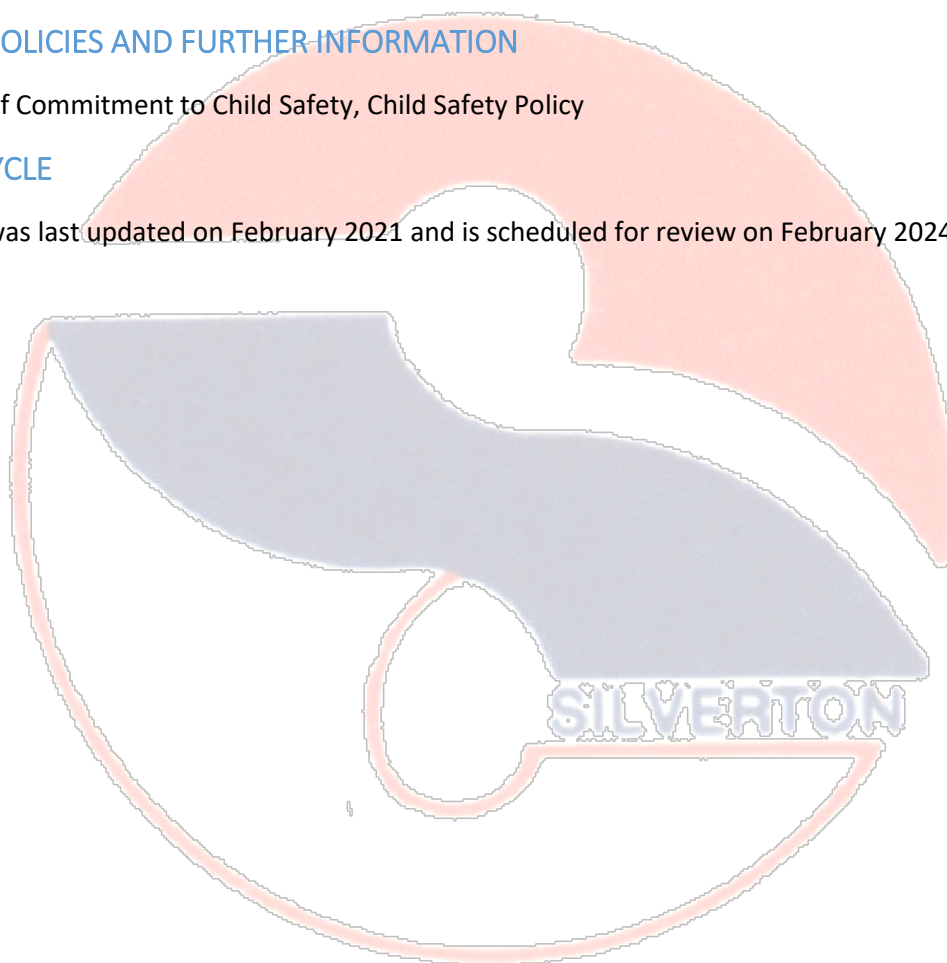 OLICIES AND FURTHER INFORMATION
f Commitment to Child Safety, Child Safety Policy
YCLE
was last updated on February 2021 and is scheduled for review on February 2024
SILVERTON